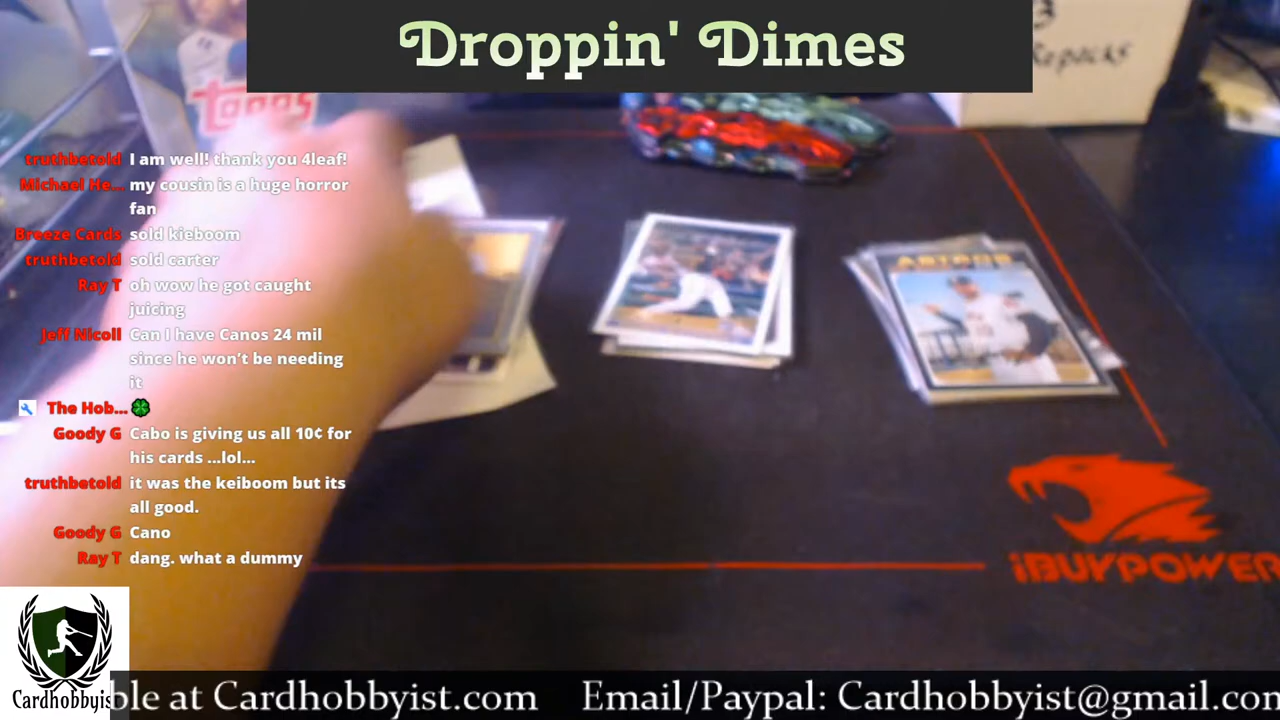 Droppin' Dimes
3
Repacks
Topps
truthbetold I am well! thank you 4leaf!
Michael He... my cousin is a huge horror
fan
Breeze Cards sold kieboom
truthbetold sold carter
Ray T oh wow he got caught
juicing
Jeff Nicoll Can I have Canos 24 mil
since he won't be needing
it
The Hob... 🍀
Goody G Cabo is giving us all 10¢ for
his cards ...lol...
truthbetold it was the keiboom but its
all good.
Goody G Cano
Ray T dang. what a dummy
ASTROS
iBUYPOWER
Cardhobbyist
ble at Cardhobbyist.com Email/Paypal: Cardhobbyist@gmail.com